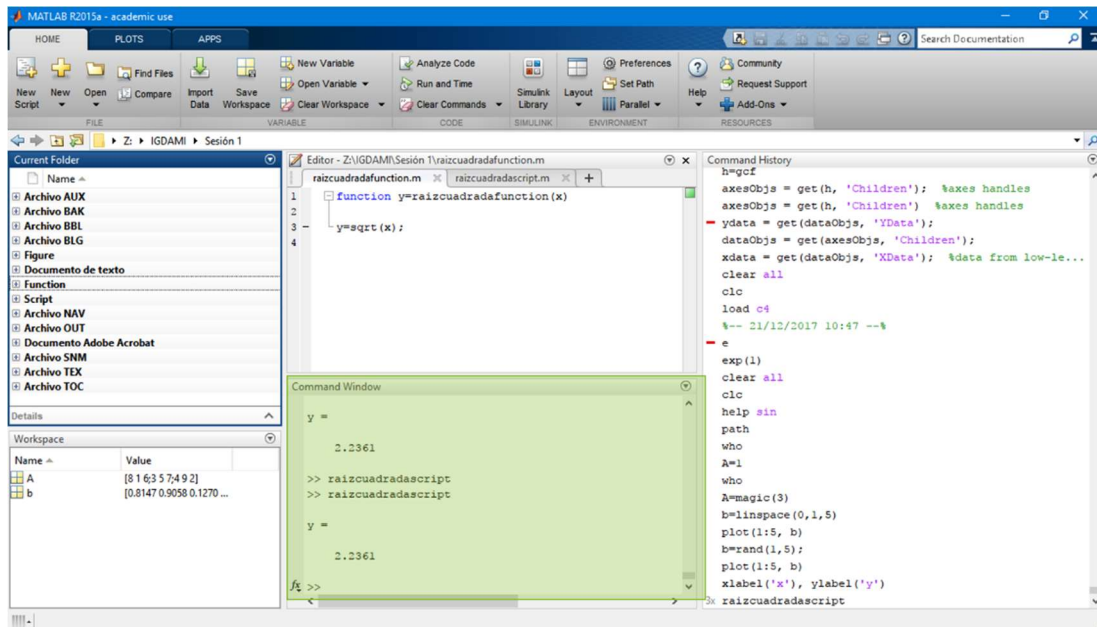 MATLAB R2015a - academic use
HOME PLOTS APPS
Search Documentation
New Script
New
Open
Find Files
Compare
Import Data
Save Workspace
New Variable
Open Variable
Clear Workspace
Analyze Code
Run and Time
Clear Commands
Simulink Library
Layout
Preferences
Set Path
Parallel
Help
Community
Request Support
Add-Ons
FILE VARIABLE CODE SIMULINK ENVIRONMENT RESOURCES
Z: IGDAMI Sesión 1
Current Folder
Name
Archivo AUX
Archivo BAK
Archivo BBL
Archivo BLG
Figure
Documento de texto
Function
Script
Archivo NAV
Archivo OUT
Documento Adobe Acrobat
Archivo SNM
Archivo TEX
Archivo TOC
Details
Workspace
Name Value
A [8 1 6;3 5 7;4 9 2]
b [0.8147 0.9058 0.1270 ...
Editor - Z:\IGDAMI\Sesión 1\raizcuadradafunction.m
raizcuadradafunction.m raizcuadradascript.m +
1 function y=raizcuadradafunction(x)
2
3 - y=sqrt(x);
4
Command Window
y =
2.2361
>> raizcuadradascript
>> raizcuadradascript
y =
2.2361
fx >>
Command History
h=gcf
axesObjs = get(h, 'Children'); %axes handles
axesObjs = get(h, 'Children') %axes handles
ydata = get(dataObjs, 'YData');
dataObjs = get(axesObjs, 'Children');
xdata = get(dataObjs, 'XData'); %data from low-le...
clear all
clc
load c4
%-- 21/12/2017 10:47 --%
e
exp(1)
clear all
clc
help sin
path
who
A=1
who
A=magic(3)
b=linspace(0,1,5)
plot(1:5, b)
b=rand(1,5);
plot(1:5, b)
xlabel('x'), ylabel('y')
3x raizcuadradascript